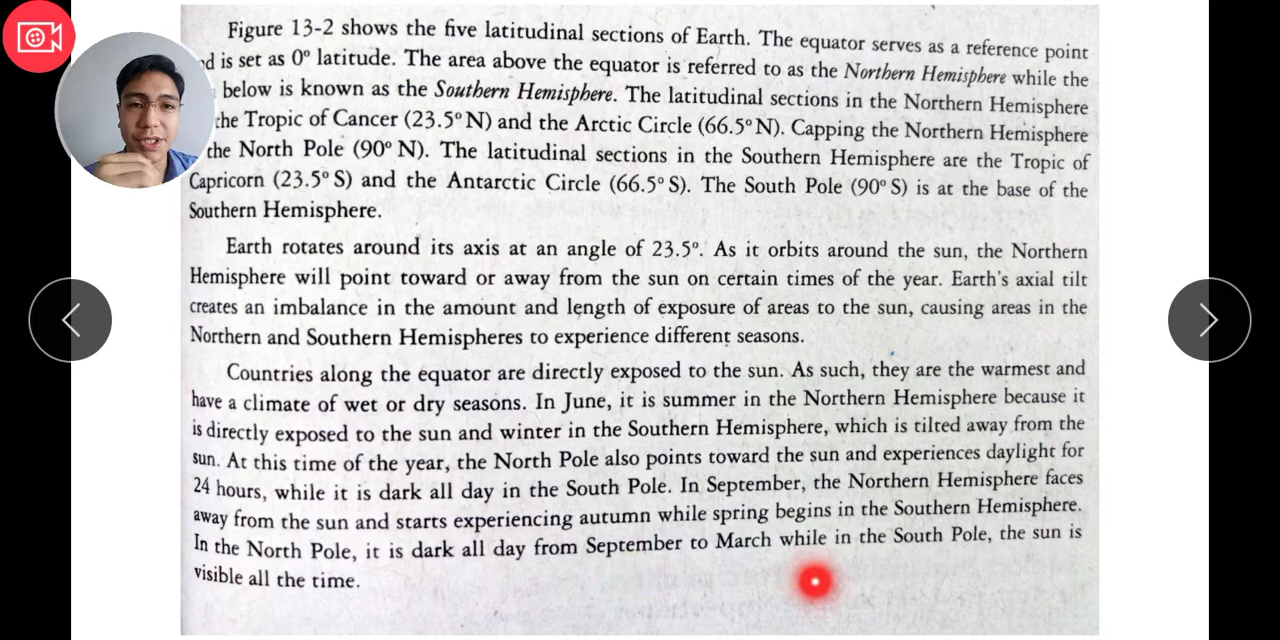 Figure 13-2 shows the five latitudinal sections of Earth. The equator serves as a reference point
is set as 0° latitude. The area above the equator is referred to as the Northern Hemisphere while the
below is known as the Southern Hemisphere. The latitudinal sections in the Northern Hemisphere
the Tropic of Cancer (23.5° N) and the Arctic Circle (66.5° N). Capping the Northern Hemisphere
the North Pole (90° N). The latitudinal sections in the Southern Hemisphere are the Tropic of
Capricorn (23.5° S) and the Antarctic Circle (66.5° S). The South Pole (90° S) is at the base of the
Southern Hemisphere.
Earth rotates around its axis at an angle of 23.5°. As it orbits around the sun, the Northern
Hemisphere will point toward or away from the sun on certain times of the year. Earth's axial tilt
creates an imbalance in the amount and length of exposure of areas to the sun, causing areas in the
Northern and Southern Hemispheres to experience different seasons.
Countries along the equator are directly exposed to the sun. As such, they are the warmest and
have a climate of wet or dry seasons. In June, it is summer in the Northern Hemisphere because it
is directly exposed to the sun and winter in the Southern Hemisphere, which is tilted away from the
sun. At this time of the year, the North Pole also points toward the sun and experiences daylight for
24 hours, while it is dark all day in the South Pole. In September, the Northern Hemisphere faces
away from the sun and starts experiencing autumn while spring begins in the Southern Hemisphere.
In the North Pole, it is dark all day from September to March while in the South Pole, the sun is
visible all the time.